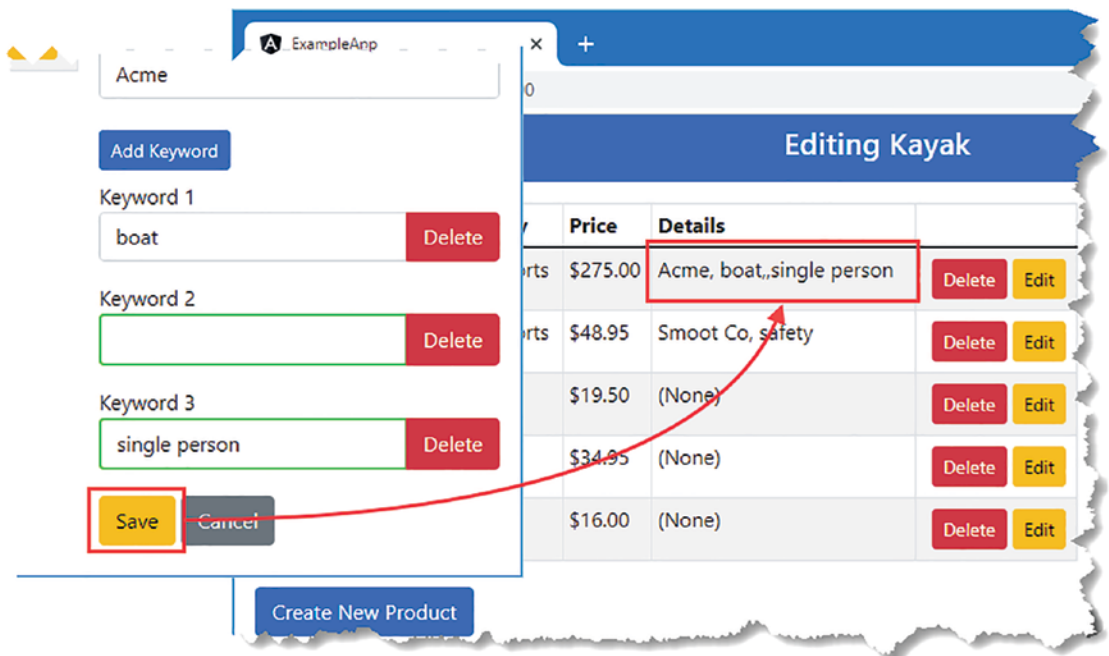 ExampleApp
Acme
Add Keyword
Keyword 1
boat Delete
Keyword 2
Delete
Keyword 3
single person Delete
Save Cancel
Editing Kayak
Price Details
$275.00 Acme, boat,,single person Delete Edit
$48.95 Smoot Co, safety Delete Edit
$19.50 (None) Delete Edit
$34.95 (None) Delete Edit
$16.00 (None) Delete Edit
Create New Product